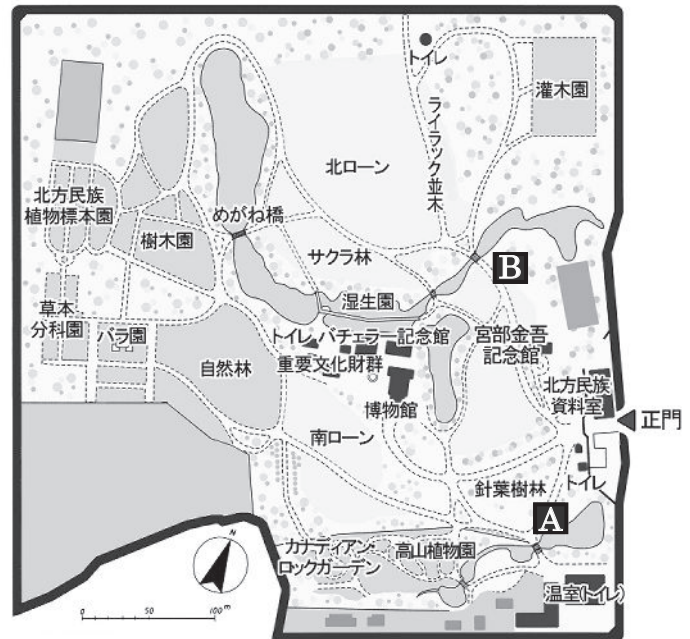 トイレ
灌木園
ライラック並木
北ローン
北方民族
植物標本園
めがね橋
樹木園
サクラ林
B
湿生園
草本
分科園
バラ園
トイレ
バチェラー記念館
宮部金吾
記念館
重要文化財群
自然林
北方民族
資料室
博物館
正門
南ローン
針葉樹林
トイレ
A
カナディアン・
ロックガーデン
高山植物園
N
温室(トイレ)
0 50 100m